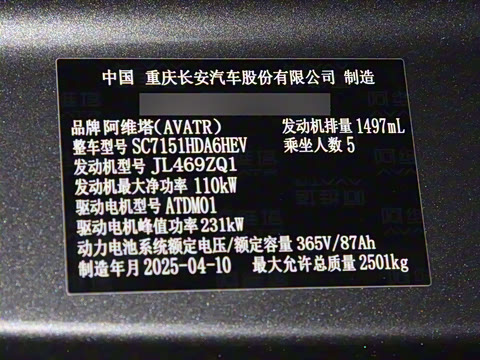 中国 重庆长安汽车股份有限公司 制造
品牌 阿维塔(AVATR) 发动机排量 1497mL
整车型号 SC7151HDA6HEV 乘坐人数 5
发动机型号 JL469ZQ1
发动机最大净功率 110kW
驱动电机型号 ATDM01
驱动电机峰值功率 231kW
动力电池系统额定电压/额定容量 365V/87Ah
制造年月 2025-04-10 最大允许总质量 2501kg